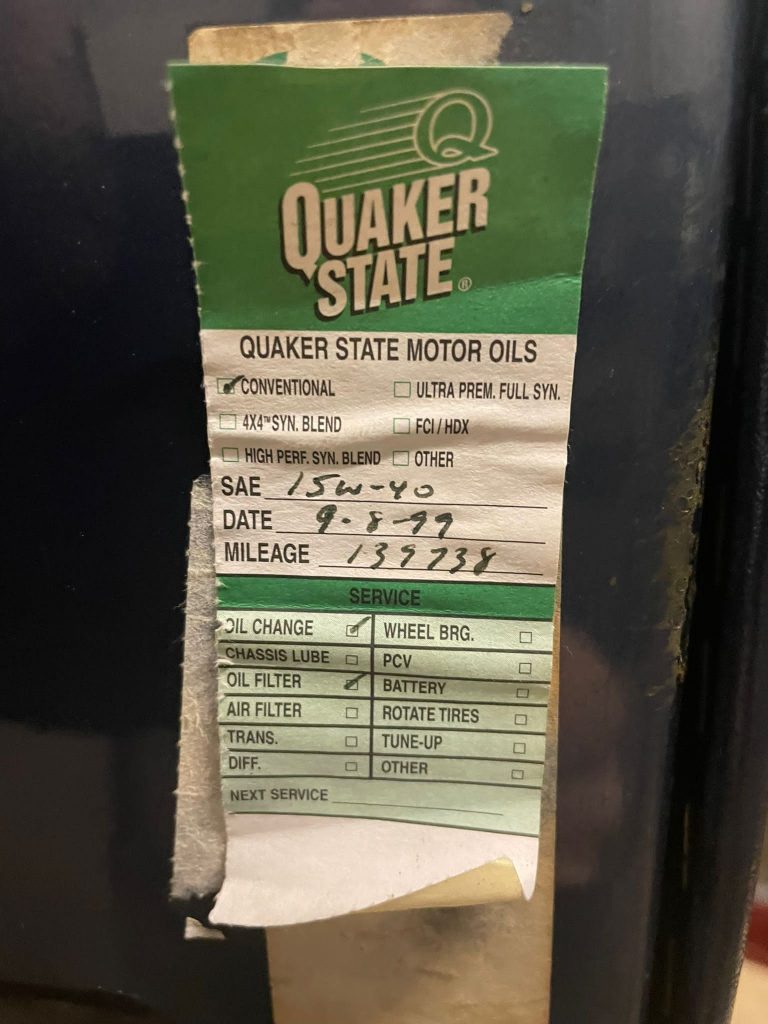 Q
QUAKER
STATE®
QUAKER STATE MOTOR OILS
CONVENTIONAL ULTRA PREM. FULL SYN.
4X4™ SYN. BLEND FCI / HDX
HIGH PERF. SYN. BLEND OTHER
SAE 15W-40
DATE 9-8-99
MILEAGE 139738
SERVICE
OIL CHANGE WHEEL BRG.
CHASSIS LUBE PCV
OIL FILTER BATTERY
AIR FILTER ROTATE TIRES
TRANS. TUNE-UP
DIFF. OTHER
NEXT SERVICE